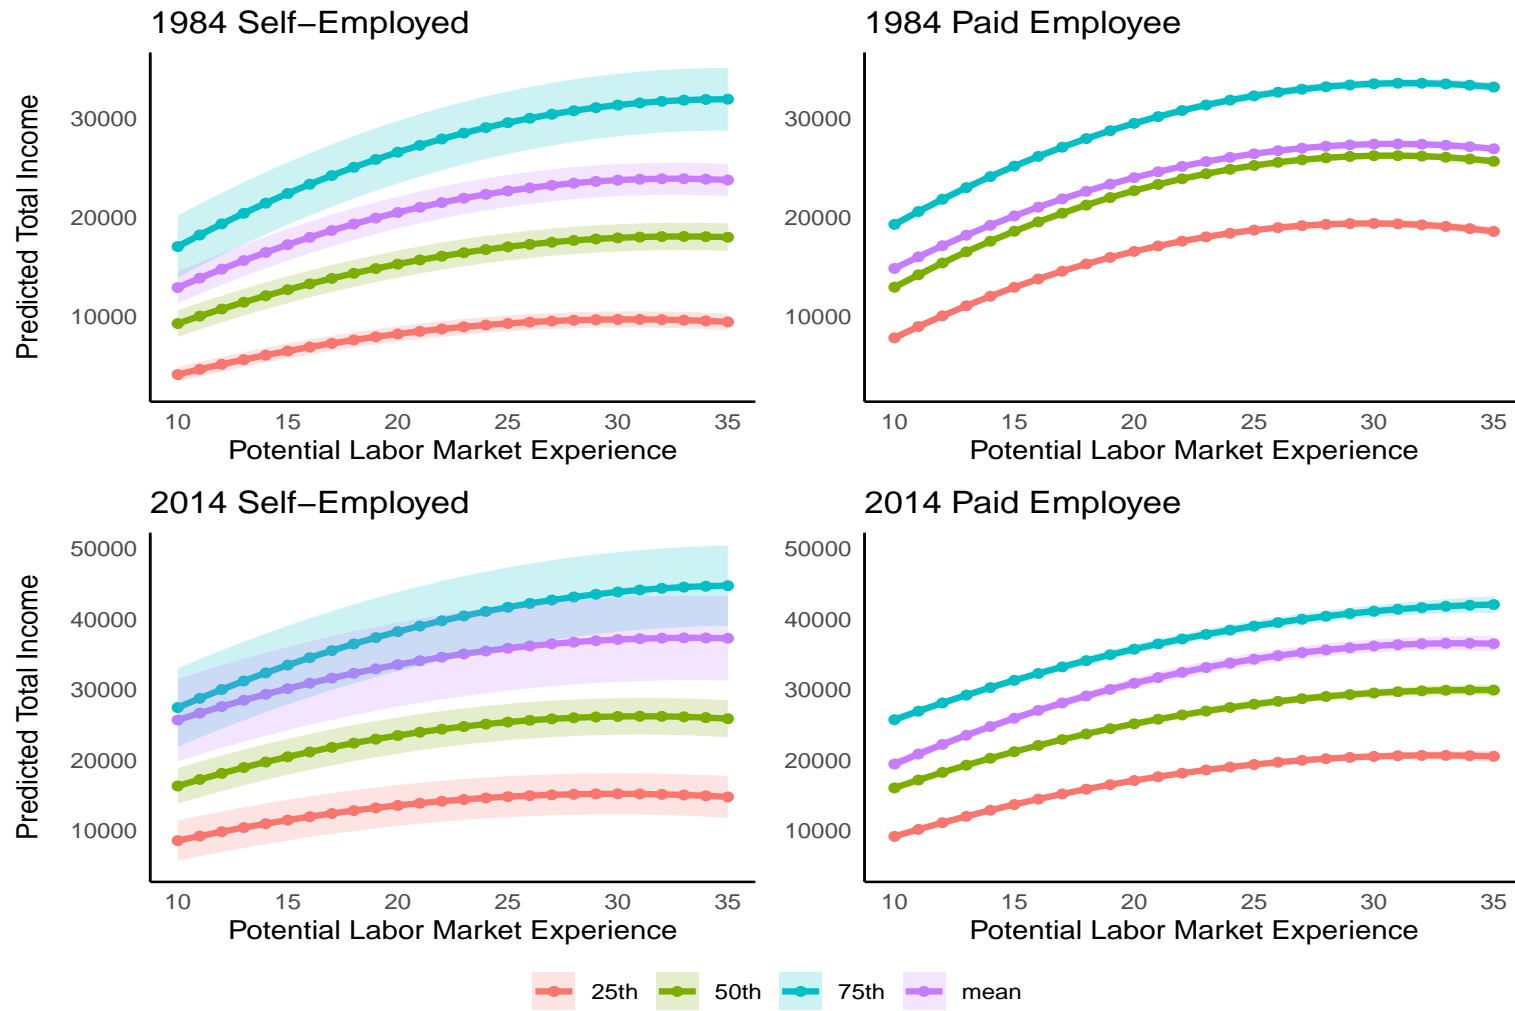 1984 Self−Employed
1984 Paid Employee
Predicted Total Income
30000
20000
10000
10 15 20 25 30 35
Potential Labor Market Experience
30000
20000
10000
10 15 20 25 30 35
Potential Labor Market Experience
2014 Self−Employed
2014 Paid Employee
Predicted Total Income
50000
40000
30000
20000
10000
10 15 20 25 30 35
Potential Labor Market Experience
50000
40000
30000
20000
10000
10 15 20 25 30 35
Potential Labor Market Experience
25th 50th 75th mean